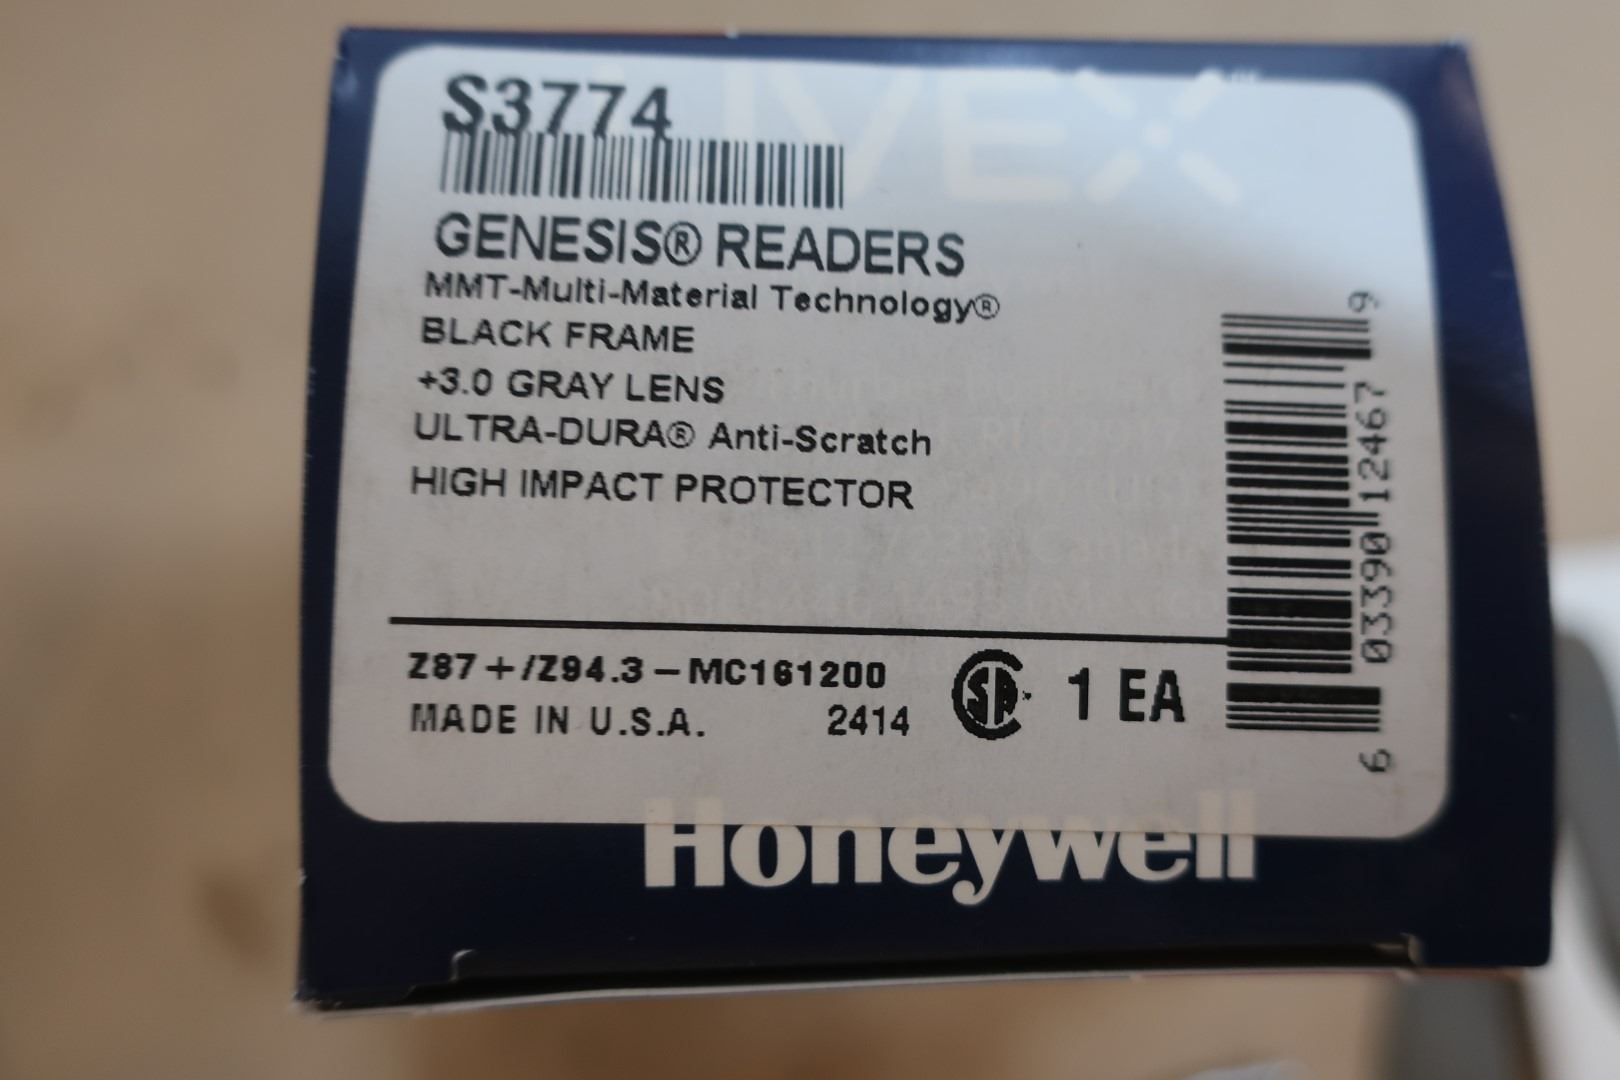 S3774
GENESIS® READERS
MMT-Multi-Material Technology®
BLACK FRAME
+3.0 GRAY LENS
ULTRA-DURA® Anti-Scratch
HIGH IMPACT PROTECTOR
Z87+/Z94.3-MC161200
MADE IN U.S.A. 2414
1 EA
6 03390 12467 9
UVEX
Honeywell